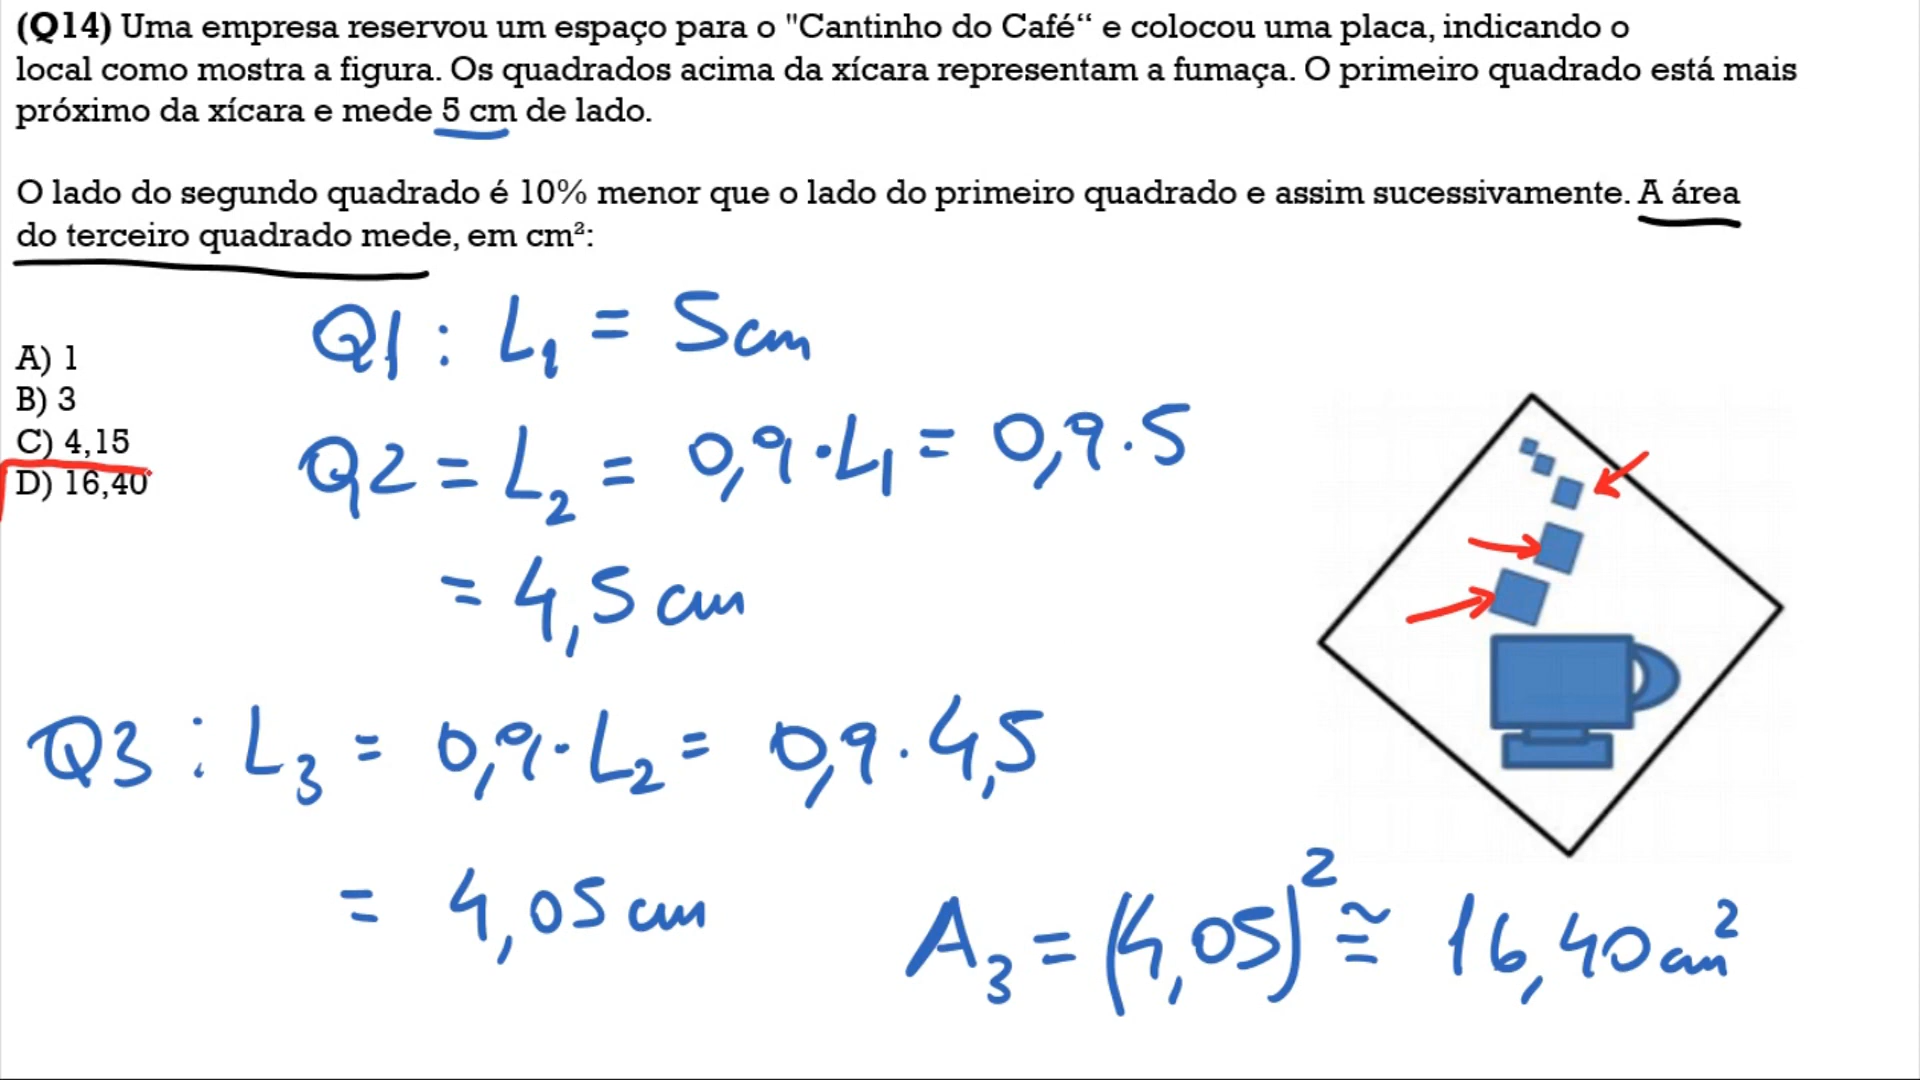 (Q14) Uma empresa reservou um espaço para o "Cantinho do Café“ e colocou uma placa, indicando o
local como mostra a figura. Os quadrados acima da xícara representam a fumaça. O primeiro quadrado está mais
próximo da xícara e mede 5 cm de lado.
O lado do segundo quadrado é 10% menor que o lado do primeiro quadrado e assim sucessivamente. A área
do terceiro quadrado mede, em cm²:
A) 1
B) 3
C) 4,15
D) 16,40
Q1 : L₁ = 5cm
Q2 = L₂ = 0,9·L₁ = 0,9.5
= 4,5 cm
Q3 : L₃ = 0,9·L₂ = 0,9.4,5
= 4,05 cm
A₃ = (4,05)² ≅ 16,40 cm²